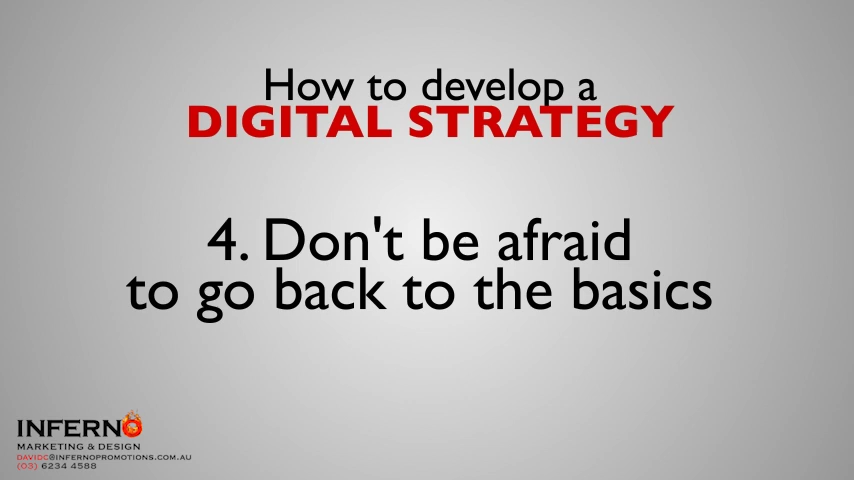 How to develop a
DIGITAL STRATEGY
4. Don't be afraid
to go back to the basics
INFERNO
MARKETING & DESIGN
DAVIDC@INFERNOPROMOTIONS.COM.AU
(03) 6234 4588